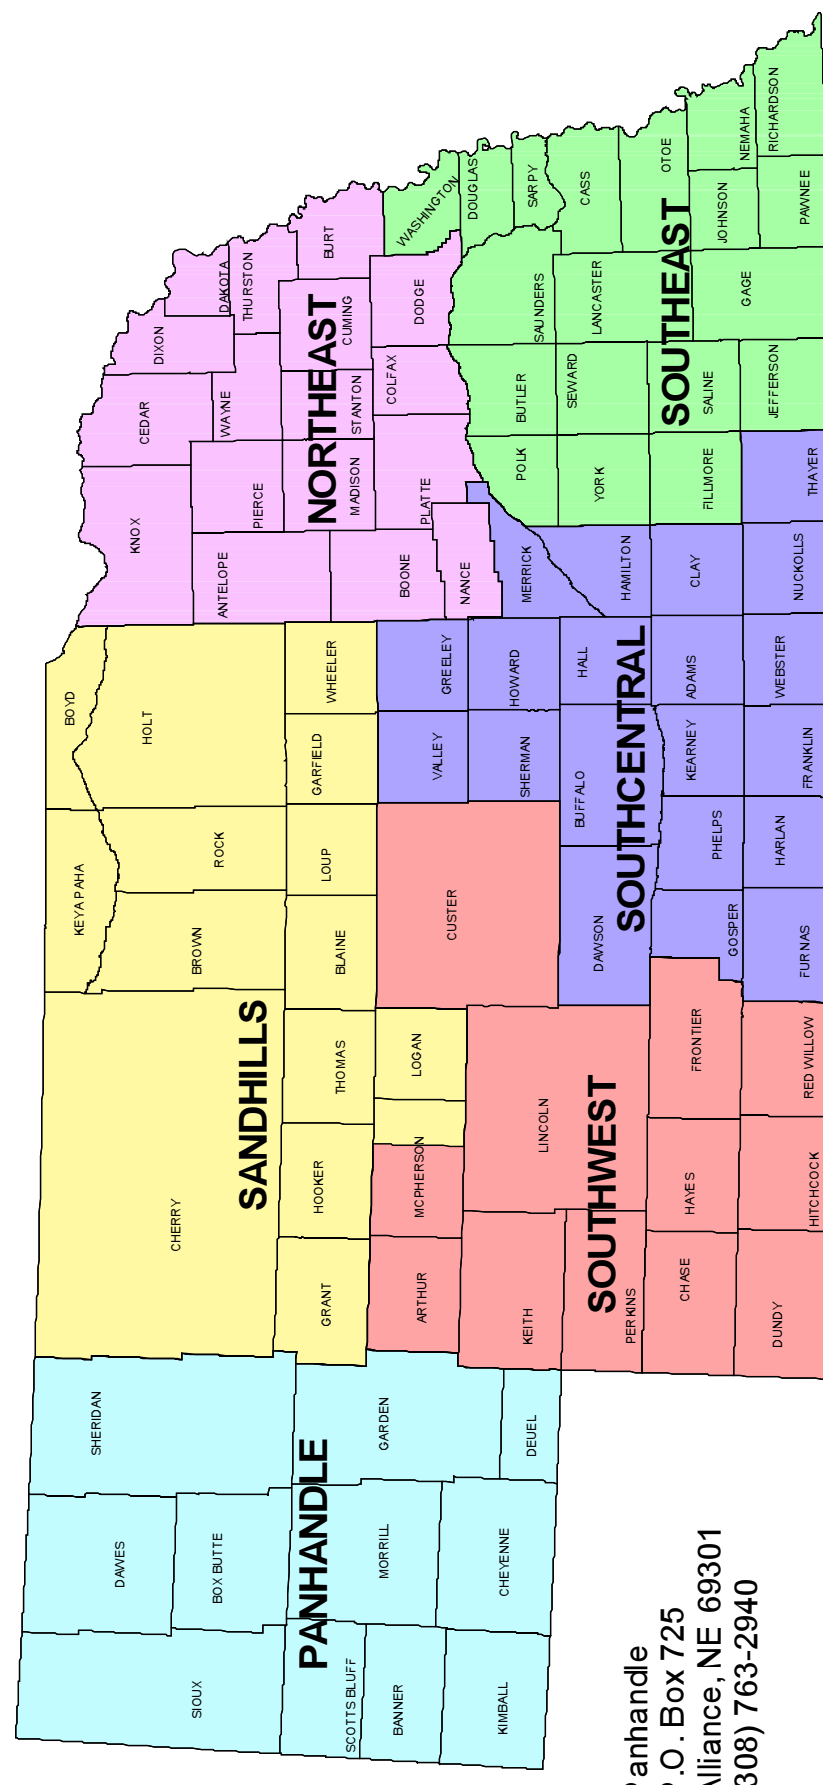 PANHANDLE
SIOUX
DAWES
SHERIDAN
BOX BUTTE
SCOTTS BLUFF
BANNER
MORRILL
GARDEN
KIMBALL
CHEYENNE
DEUEL
SANDHILLS
CHERRY
KEYA PAHA
BOYD
BROWN
ROCK
HOLT
GRANT
HOOKER
THOMAS
BLAINE
LOUP
GARFIELD
WHEELER
LOGAN
NORTHEAST
KNOX
CEDAR
DIXON
DAKOTA
ANTELOPE
PIERCE
WAYNE
THURSTON
BOONE
MADISON
STANTON
CUMING
BURT
NANCE
PLATTE
COLFAX
DODGE
SOUTHWEST
ARTHUR
MCPHERSON
CUSTER
KEITH
LINCOLN
PERKINS
CHASE
HAYES
FRONTIER
DUNDY
HITCHCOCK
RED WILLOW
SOUTHCENTRAL
VALLEY
GREELEY
SHERMAN
HOWARD
MERRICK
DAWSON
BUFFALO
HALL
HAMILTON
GOSPER
PHELPS
KEARNEY
ADAMS
CLAY
FURNAS
HARLAN
FRANKLIN
WEBSTER
NUCKOLLS
THAYER
SOUTHEAST
WASHINGTON
DOUGLAS
SARPY
POLK
BUTLER
SAUNDERS
CASS
YORK
SEWARD
LANCASTER
OTOE
FILLMORE
SALINE
GAGE
JOHNSON
NEMAHA
JEFFERSON
PAWNEE
RICHARDSON
Panhandle
P.O. Box 725
Alliance, NE 69301
308) 763-2940